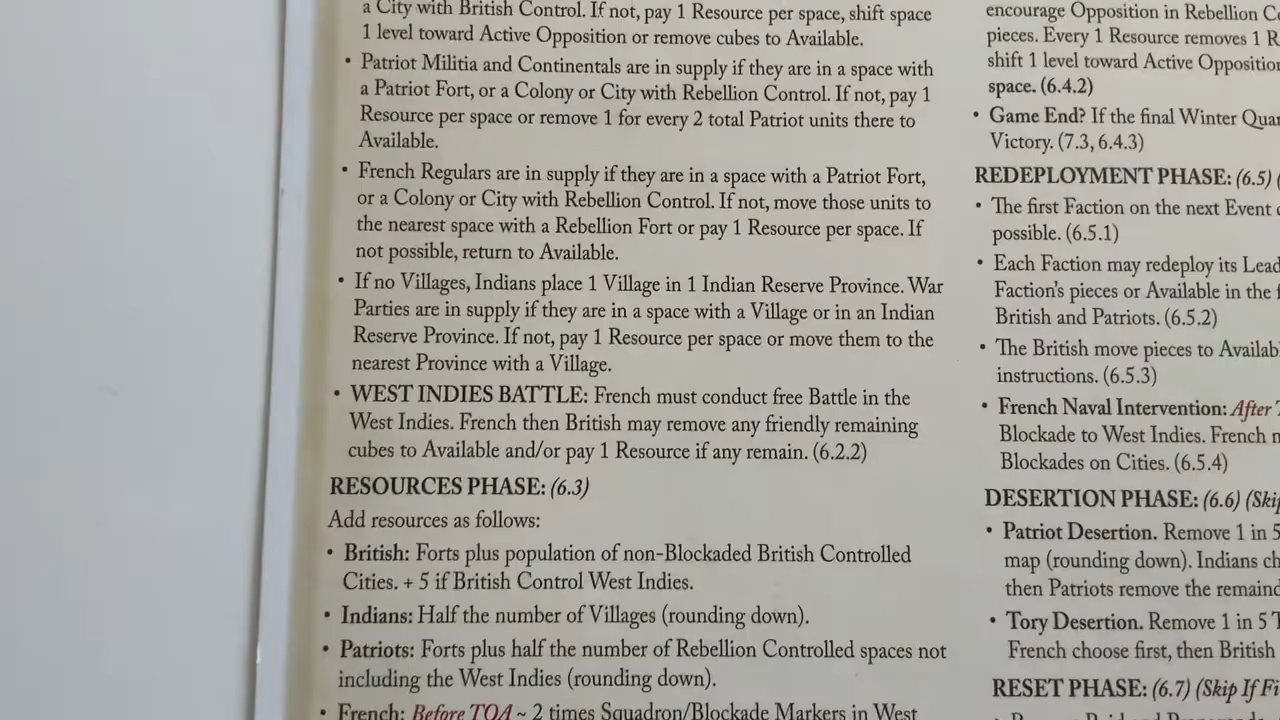 a City with British Control. If not, pay 1 Resource per space, shift space
1 level toward Active Opposition or remove cubes to Available.
• Patriot Militia and Continentals are in supply if they are in a space with
a Patriot Fort, or a Colony or City with Rebellion Control. If not, pay 1
Resource per space or remove 1 for every 2 total Patriot units there to
Available.
• French Regulars are in supply if they are in a space with a Patriot Fort,
or a Colony or City with Rebellion Control. If not, move those units to
the nearest space with a Rebellion Fort or pay 1 Resource per space. If
not possible, return to Available.
• If no Villages, Indians place 1 Village in 1 Indian Reserve Province. War
Parties are in supply if they are in a space with a Village or in an Indian
Reserve Province. If not, pay 1 Resource per space or move them to the
nearest Province with a Village.
• WEST INDIES BATTLE: French must conduct free Battle in the
West Indies. French then British may remove any friendly remaining
cubes to Available and/or pay 1 Resource if any remain. (6.2.2)
RESOURCES PHASE: (6.3)
Add resources as follows:
• British: Forts plus population of non-Blockaded British Controlled
Cities. + 5 if British Control West Indies.
• Indians: Half the number of Villages (rounding down).
• Patriots: Forts plus half the number of Rebellion Controlled spaces not
including the West Indies (rounding down).
• French: Before TOA ~ 2 times Squadron/Blockade Markers in West
encourage Opposition in Rebellion
pieces. Every 1 Resource removes 1
shift 1 level toward Active Opposition
space. (6.4.2)
• Game End? If the final Winter
Victory. (7.3, 6.4.3)
REDEPLOYMENT PHASE: (6.5)
• The first Faction on the next Event
possible. (6.5.1)
• Each Faction may redeploy its
Faction's pieces or Available in the
British and Patriots. (6.5.2)
• The British move pieces to
instructions. (6.5.3)
• French Naval Intervention: After
Blockade to West Indies. French
Blockades on Cities. (6.5.4)
DESERTION PHASE: (6.6)
• Patriot Desertion. Remove 1 in 5
map (rounding down). Indians
then Patriots remove the
• Tory Desertion. Remove 1 in 5
French choose first, then British
RESET PHASE: (6.7) (Skip If